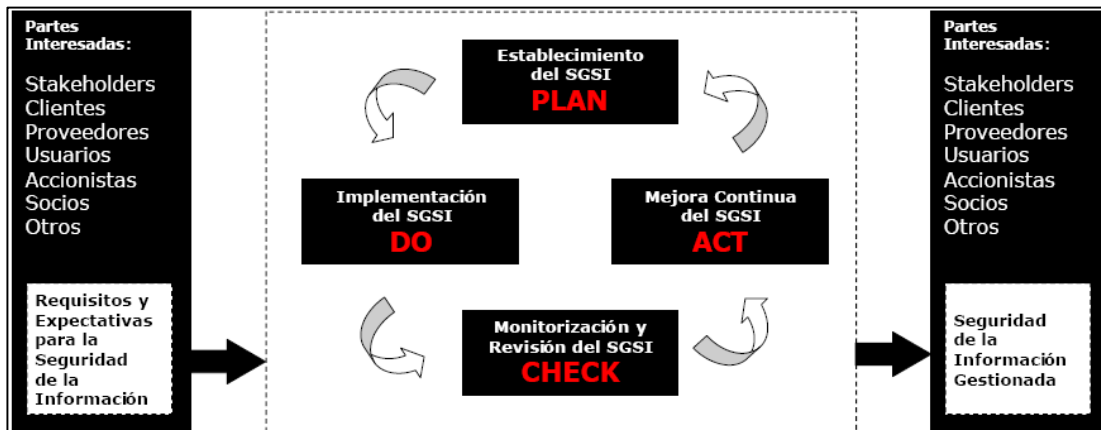 Partes
Interesadas:
Stakeholders
Clientes
Proveedores
Usuarios
Accionistas
Socios
Otros
Requisitos y
Expectativas
para la
Seguridad
de la
Información
Establecimiento
del SGSI
PLAN
Implementación
del SGSI
DO
Mejora Continua
del SGSI
ACT
Monitorización y
Revisión del SGSI
CHECK
Partes
Interesadas:
Stakeholders
Clientes
Proveedores
Usuarios
Accionistas
Socios
Otros
Seguridad
de la
Información
Gestionada